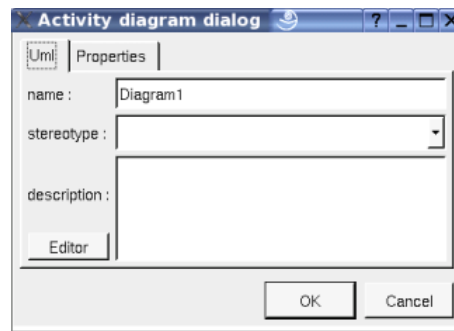 Activity diagram dialog
Uml Properties
name : Diagram1
stereotype :
description :
Editor
OK Cancel